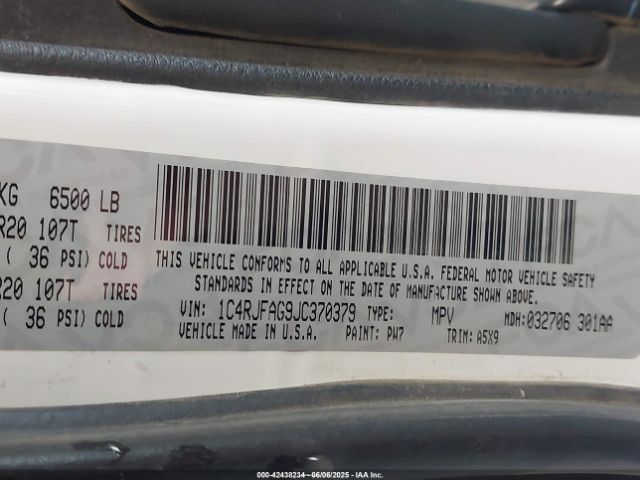 KG 6500 LB
R20 107T TIRES
( 36 PSI) COLD
R20 107T TIRES
( 36 PSI) COLD
THIS VEHICLE CONFORMS TO ALL APPLICABLE U.S.A. FEDERAL MOTOR VEHICLE SAFETY
STANDARDS IN EFFECT ON THE DATE OF MANUFACTURE SHOWN ABOVE.
VIN: 1C4RJFAG9JC370379 TYPE: MPV MDH:032706 301AA
VEHICLE MADE IN U.S.A. PAINT: PW7 TRIM: A5X9
000-42438234 - 06/06/2025 - IAA Inc.